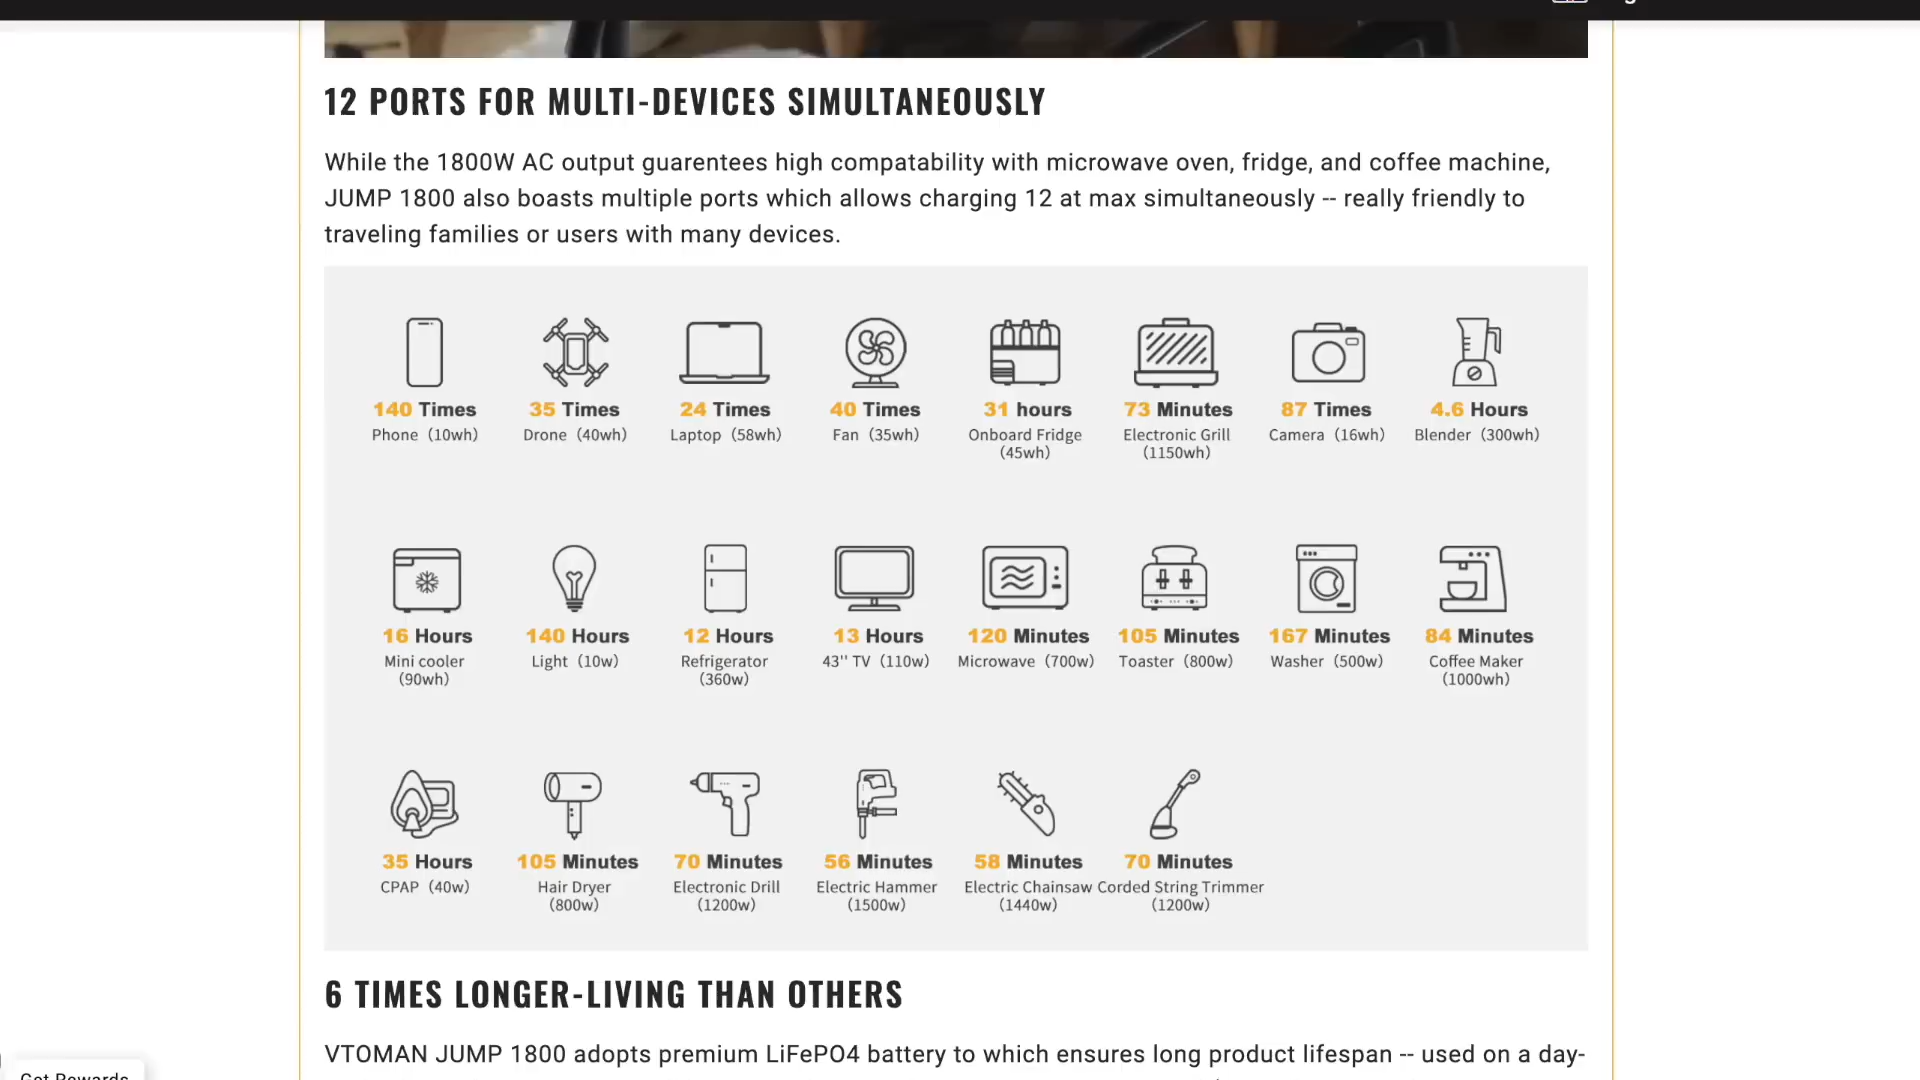 12 PORTS FOR MULTI-DEVICES SIMULTANEOUSLY
While the 1800W AC output guarentees high compatability with microwave oven, fridge, and coffee machine,
JUMP 1800 also boasts multiple ports which allows charging 12 at max simultaneously -- really friendly to
traveling families or users with many devices.
140 Times
Phone (10wh)
35 Times
Drone (40wh)
24 Times
Laptop (58wh)
40 Times
Fan (35wh)
31 hours
Onboard Fridge
(45wh)
73 Minutes
Electronic Grill
(1150wh)
87 Times
Camera (16wh)
4.6 Hours
Blender (300wh)
16 Hours
Mini cooler
(90wh)
140 Hours
Light (10w)
12 Hours
Refrigerator
(360w)
13 Hours
43'' TV (110w)
120 Minutes
Microwave (700w)
105 Minutes
Toaster (800w)
167 Minutes
Washer (500w)
84 Minutes
Coffee Maker
(1000wh)
35 Hours
CPAP (40w)
105 Minutes
Hair Dryer
(800w)
70 Minutes
Electronic Drill
(1200w)
56 Minutes
Electric Hammer
(1500w)
58 Minutes
Electric Chainsaw
(1440w)
70 Minutes
Corded String Trimmer
(1200w)
6 TIMES LONGER-LIVING THAN OTHERS
VTOMAN JUMP 1800 adopts premium LiFePO4 battery to which ensures long product lifespan -- used on a day-
Get Rewards